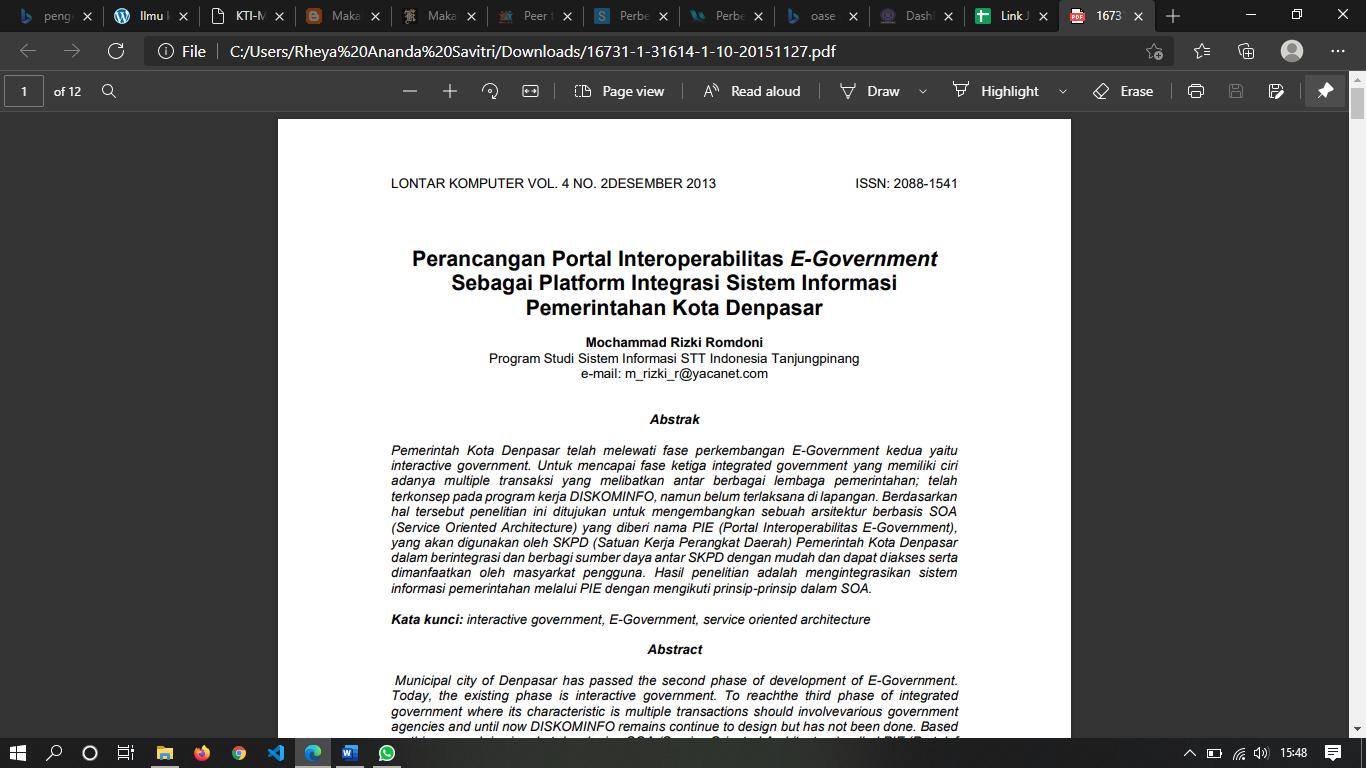 peng
Ilmu
KTI-M
Maka
Maka
Peer
Perbe
Perbe
oase
Dash
Link J
1673
File
C:/Users/Rheya%20Ananda%20Savitri/Downloads/16731-1-31614-1-10-20151127.pdf
1 of 12
Page view
Read aloud
Draw
Highlight
Erase
LONTAR KOMPUTER VOL. 4 NO. 2DESEMBER 2013 ISSN: 2088-1541
Perancangan Portal Interoperabilitas E-Government
Sebagai Platform Integrasi Sistem Informasi
Pemerintahan Kota Denpasar
Mochammad Rizki Romdoni
Program Studi Sistem Informasi STT Indonesia Tanjungpinang
e-mail: m_rizki_r@yacanet.com
Abstrak
Pemerintah Kota Denpasar telah melewati fase perkembangan E-Government kedua yaitu
interactive government. Untuk mencapai fase ketiga integrated government yang memiliki ciri
adanya multiple transaksi yang melibatkan antar berbagai lembaga pemerintahan; telah
terkonsep pada program kerja DISKOMINFO, namun belum terlaksana di lapangan. Berdasarkan
hal tersebut penelitian ini ditujukan untuk mengembangkan sebuah arsitektur berbasis SOA
(Service Oriented Architecture) yang diberi nama PIE (Portal Interoperabilitas E-Government),
yang akan digunakan oleh SKPD (Satuan Kerja Perangkat Daerah) Pemerintah Kota Denpasar
dalam berintegrasi dan berbagi sumber daya antar SKPD dengan mudah dan dapat diakses serta
dimanfaatkan oleh masyarkat pengguna. Hasil penelitian adalah mengintegrasikan sistem
informasi pemerintahan melalui PIE dengan mengikuti prinsip-prinsip dalam SOA.
Kata kunci: interactive government, E-Government, service oriented architecture
Abstract
Municipal city of Denpasar has passed the second phase of development of E-Government.
Today, the existing phase is interactive government. To reachthe third phase of integrated
government where its characteristic is multiple transactions should involvevarious government
agencies and until now DISKOMINFO remains continue to design but has not been done. Based
15:48